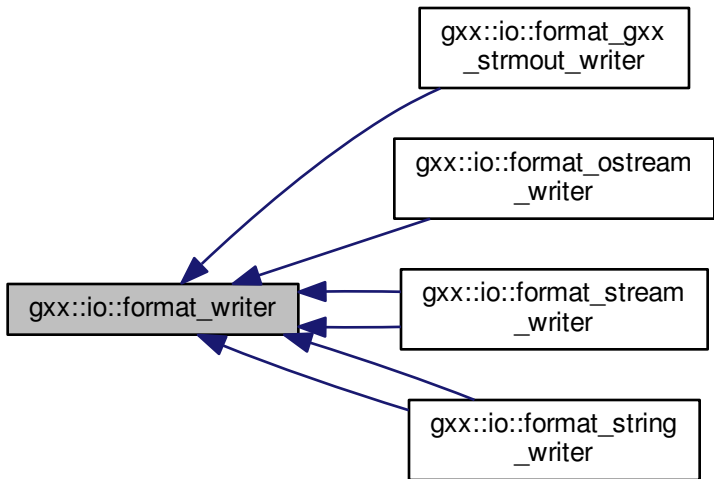 gxx::io::format_gxx
_strmout_writer
gxx::io::format_ostream
_writer
gxx::io::format_writer
gxx::io::format_stream
_writer
gxx::io::format_string
_writer